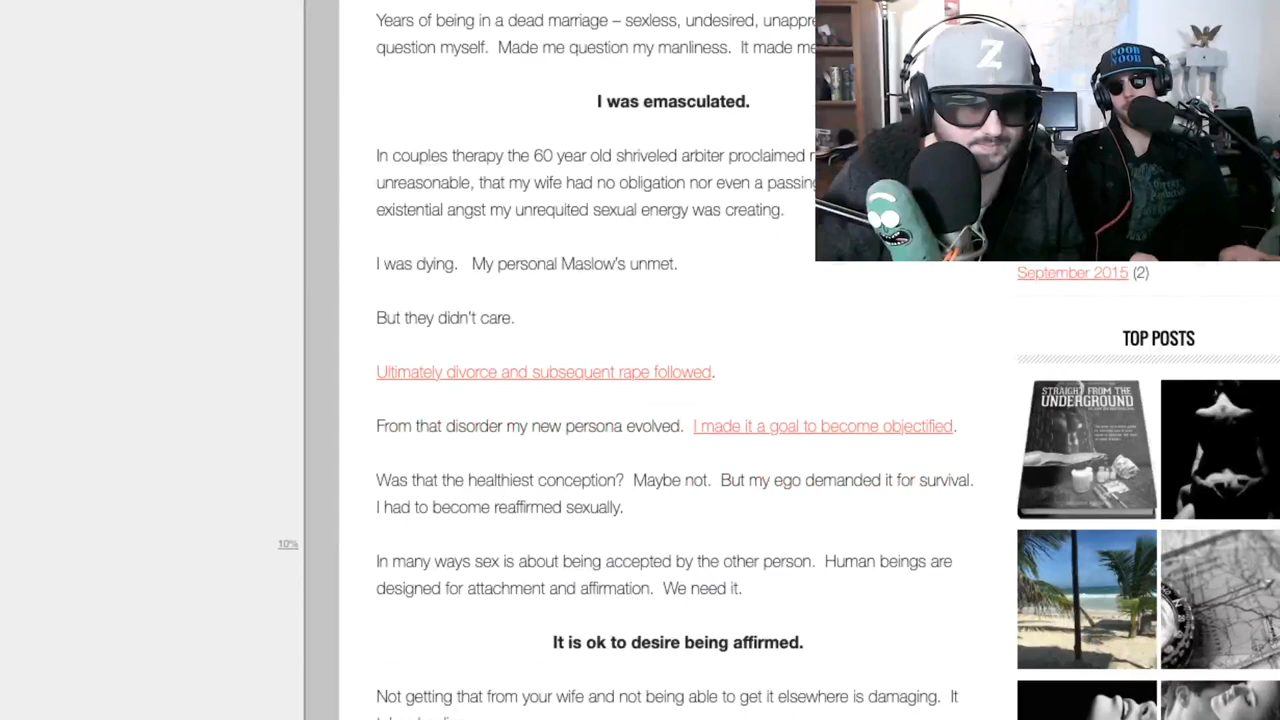 Years of being in a dead marriage – sexless, undesired,
question myself.  Made me question my manliness.  It made me
I was emasculated.
In couples therapy the 60 year old shriveled arbiter proclaimed
unreasonable, that my wife had no obligation nor even a passing
existential angst my unrequited sexual energy was creating.
I was dying.   My personal Maslow's unmet.
But they didn't care.
Ultimately divorce and subsequent rape followed.
From that disorder my new persona evolved.  I made it a goal to become objectified.
Was that the healthiest conception?  Maybe not.  But my ego demanded it for survival.
I had to become reaffirmed sexually.
In many ways sex is about being accepted by the other person.  Human beings are
designed for attachment and affirmation.  We need it.
It is ok to desire being affirmed.
Not getting that from your wife and not being able to get it elsewhere is damaging.  It
10%
Z
NOOB
NOOB
September 2015 (2)
TOP POSTS
STRAIGHT FROM THE
UNDERGROUND